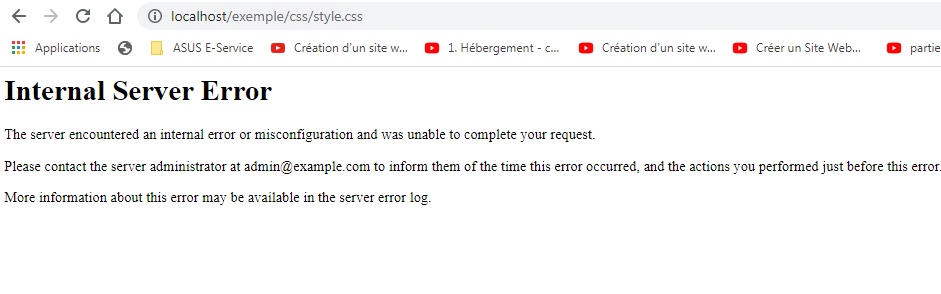 localhost/exemple/css/style.css
Applications ASUS E-Service Création d'un site w... 1. Hébergement - c... Création d'un site w... Créer un Site Web... partie
Internal Server Error
The server encountered an internal error or misconfiguration and was unable to complete your request.
Please contact the server administrator at admin@example.com to inform them of the time this error occurred, and the actions you performed just before this error.
More information about this error may be available in the server error log.